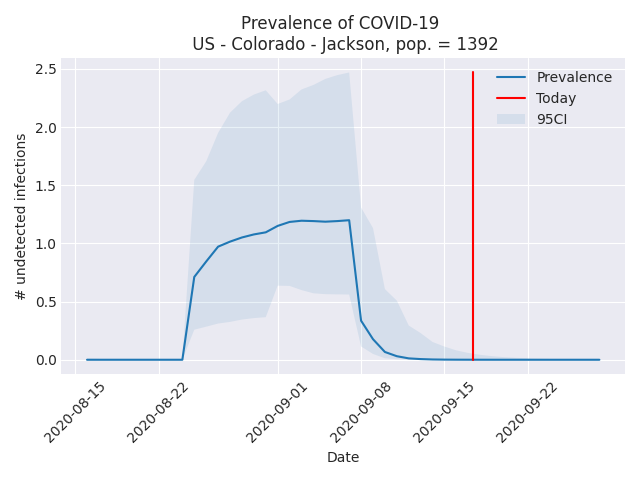 Prevalence of COVID-19
US - Colorado - Jackson, pop. = 1392
2.5
2.0
1.5
1.0
0.5
0.0
# undetected infections
Prevalence
Today
95CI
2020-08-15
2020-08-22
2020-09-01
2020-09-08
2020-09-15
2020-09-22
Date